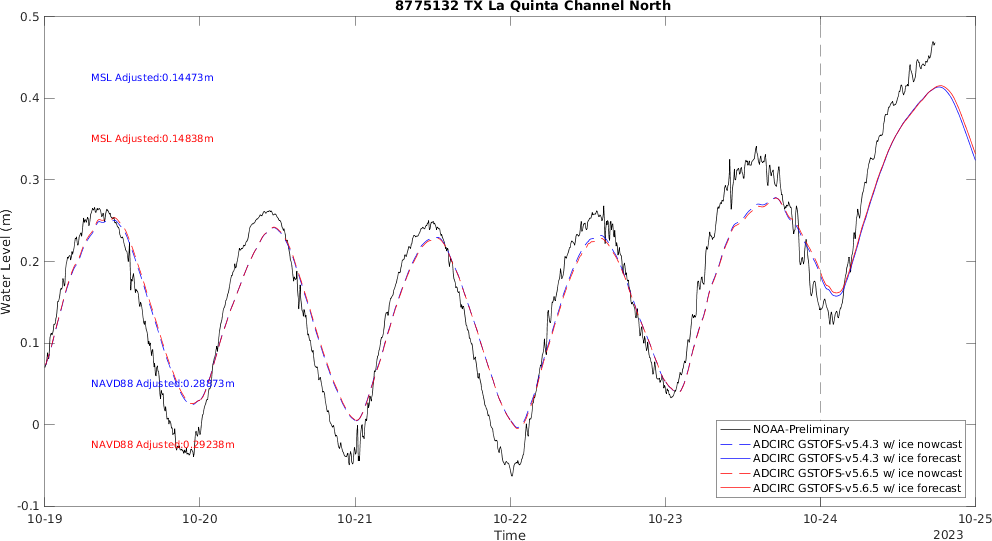 8775132 TX La Quinta Channel North
0.5
0.4
0.3
0.2
0.1
0
-0.1
Water Level (m)
MSL Adjusted:0.14473m
MSL Adjusted:0.14838m
NAVD88 Adjusted:0.28873m
NAVD88 Adjusted:0.29238m
NOAA-Preliminary
ADCIRC GSTOFS-v5.4.3 w/ ice nowcast
ADCIRC GSTOFS-v5.4.3 w/ ice forecast
ADCIRC GSTOFS-v5.6.5 w/ ice nowcast
ADCIRC GSTOFS-v5.6.5 w/ ice forecast
10-19 10-20 10-21 10-22 10-23 10-24 10-25
Time
2023